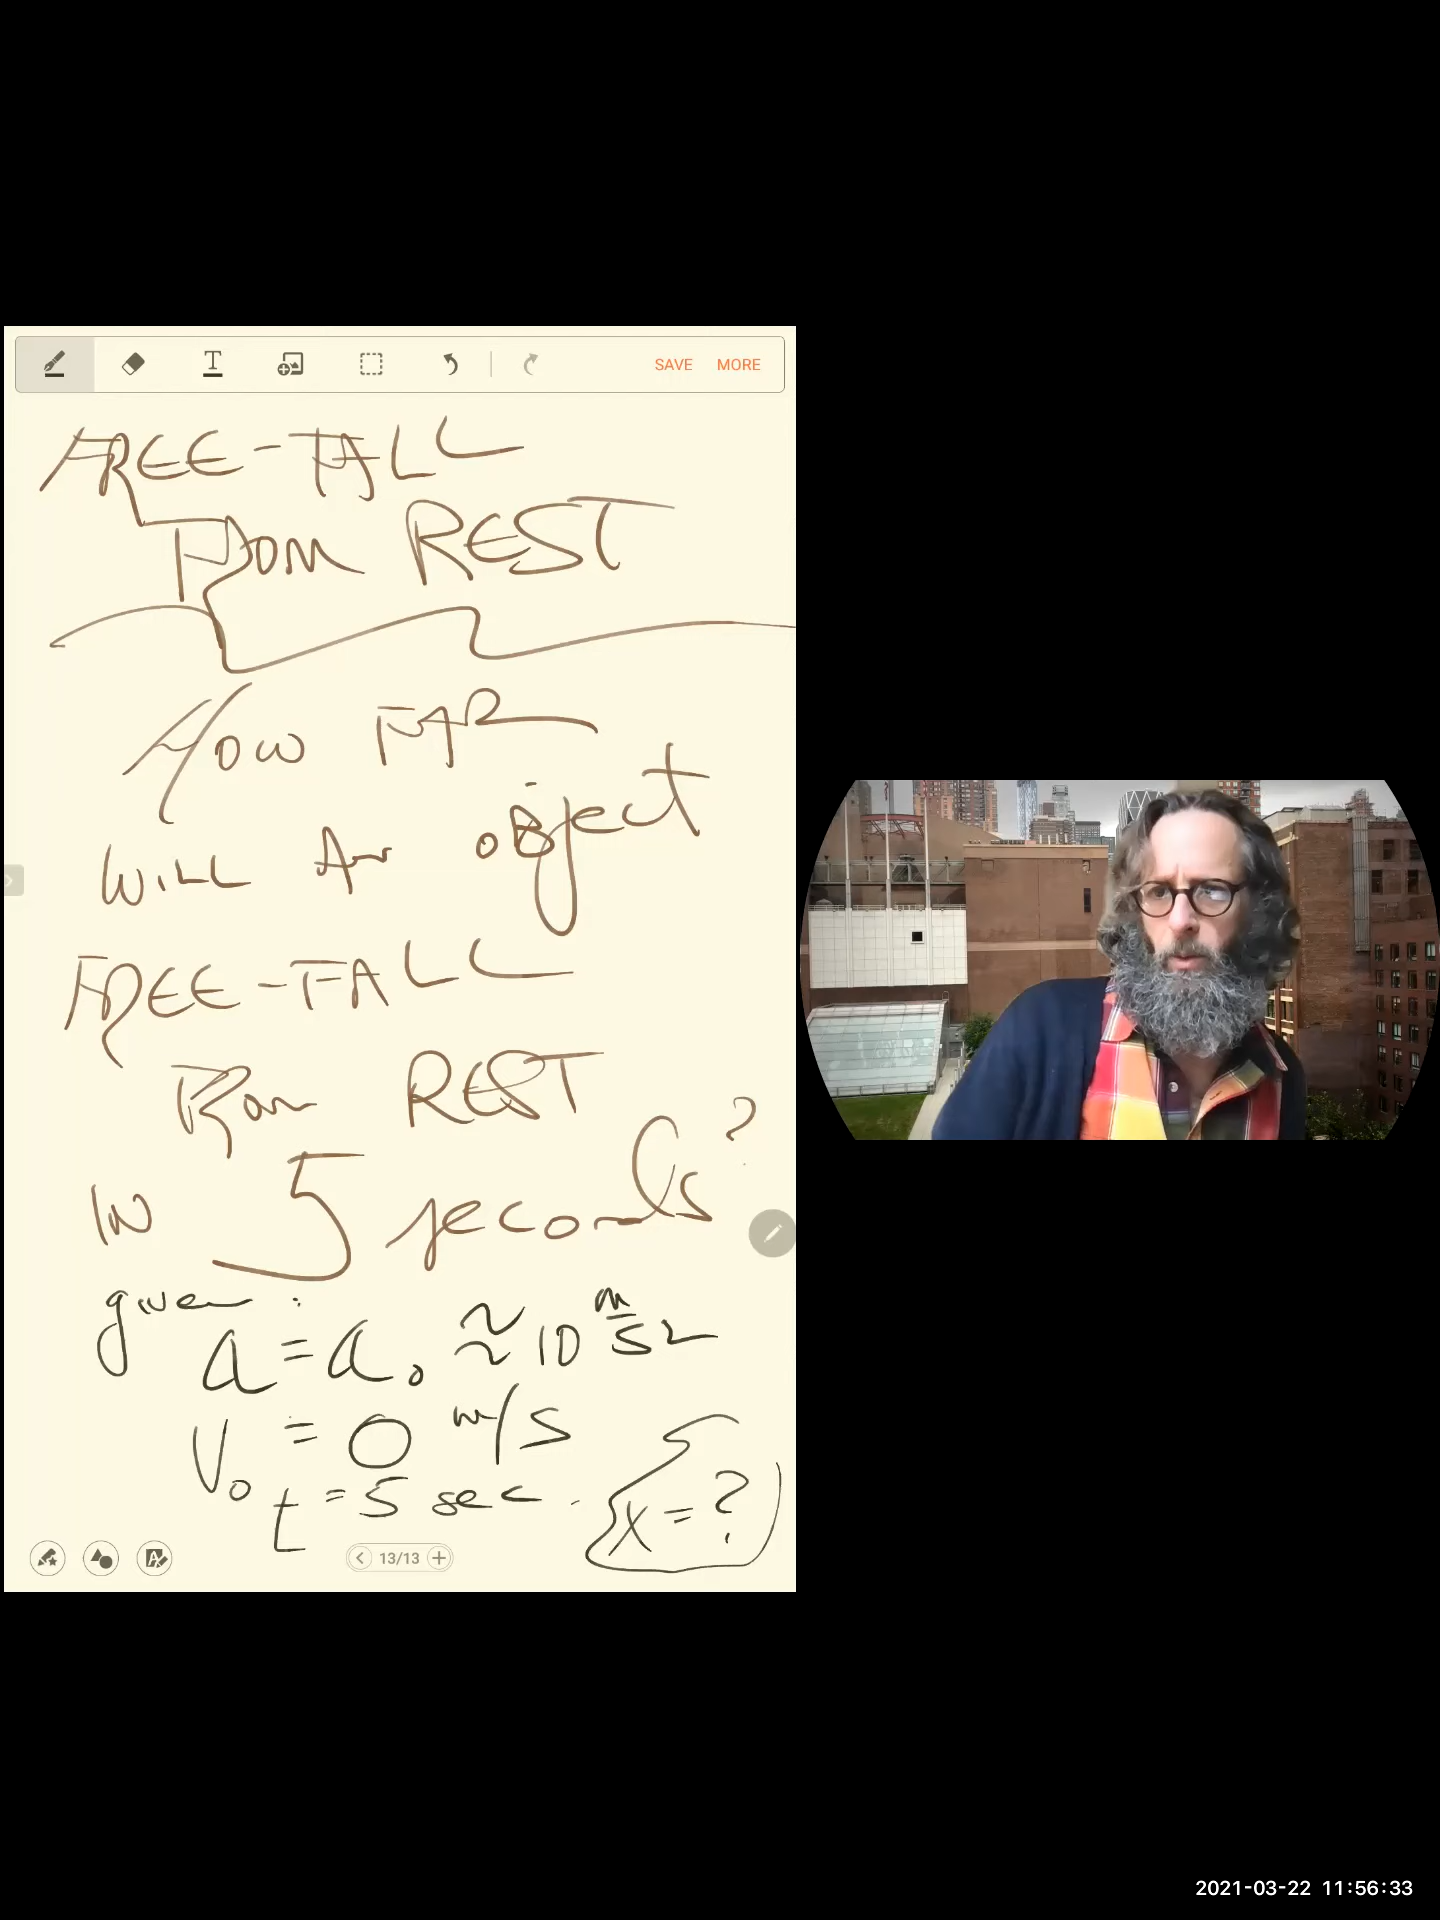 SAVE MORE
FREE-FALL
FROM REST
HOW FAR
WILL An object
FREE-FALL
FROM REST
IN 5 seconds?
given:
a = a₀ ≈ 10 m/s2
V₀ = 0 m/s
t = 5 sec.
x = ?
13/13
2021-03-22 11:56:33